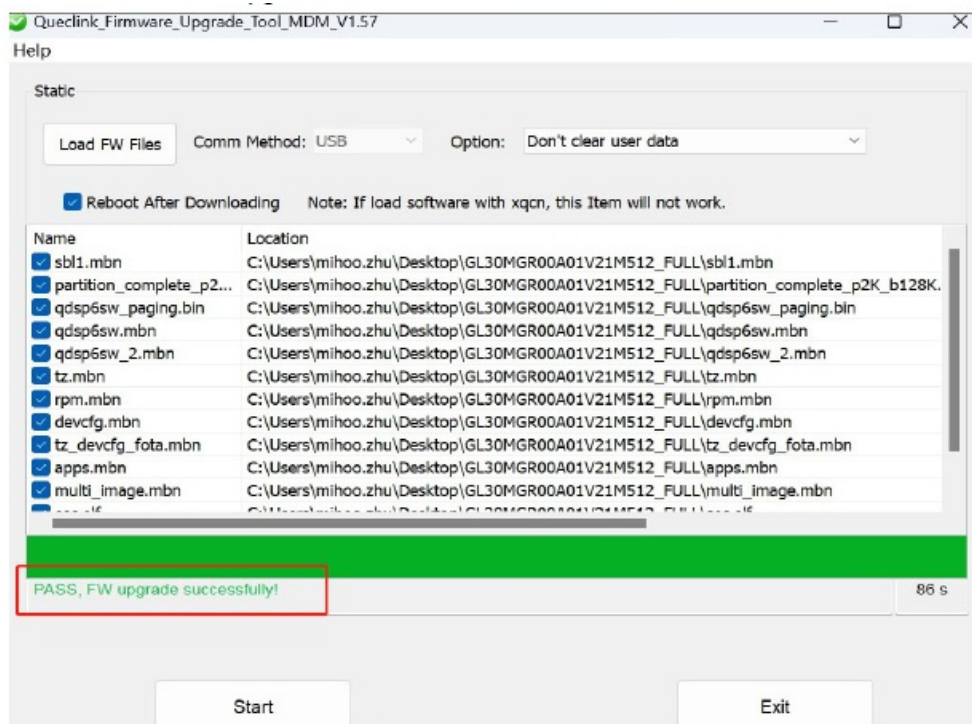 Queclink_Firmware_Upgrade_Tool_MDM_V1.57
Help
Static
Load FW Files Comm Method: USB Option: Don't clear user data
Reboot After Downloading Note: If load software with xqcn, this Item will not work.
Name Location
sbl1.mbn C:\Users\mihoo.zhu\Desktop\GL30MGR00A01V21M512_FULL\sbl1.mbn
partition_complete_p2... C:\Users\mihoo.zhu\Desktop\GL30MGR00A01V21M512_FULL\partition_complete_p2K_b128K.
qdsp6sw_paging.bin C:\Users\mihoo.zhu\Desktop\GL30MGR00A01V21M512_FULL\qdsp6sw_paging.bin
qdsp6sw.mbn C:\Users\mihoo.zhu\Desktop\GL30MGR00A01V21M512_FULL\qdsp6sw.mbn
qdsp6sw_2.mbn C:\Users\mihoo.zhu\Desktop\GL30MGR00A01V21M512_FULL\qdsp6sw_2.mbn
tz.mbn C:\Users\mihoo.zhu\Desktop\GL30MGR00A01V21M512_FULL\tz.mbn
rpm.mbn C:\Users\mihoo.zhu\Desktop\GL30MGR00A01V21M512_FULL\rpm.mbn
devcfg.mbn C:\Users\mihoo.zhu\Desktop\GL30MGR00A01V21M512_FULL\devcfg.mbn
tz_devcfg_fota.mbn C:\Users\mihoo.zhu\Desktop\GL30MGR00A01V21M512_FULL\tz_devcfg_fota.mbn
apps.mbn C:\Users\mihoo.zhu\Desktop\GL30MGR00A01V21M512_FULL\apps.mbn
multi_image.mbn C:\Users\mihoo.zhu\Desktop\GL30MGR00A01V21M512_FULL\multi_image.mbn
PASS, FW upgrade successfully! 86 s
Start Exit